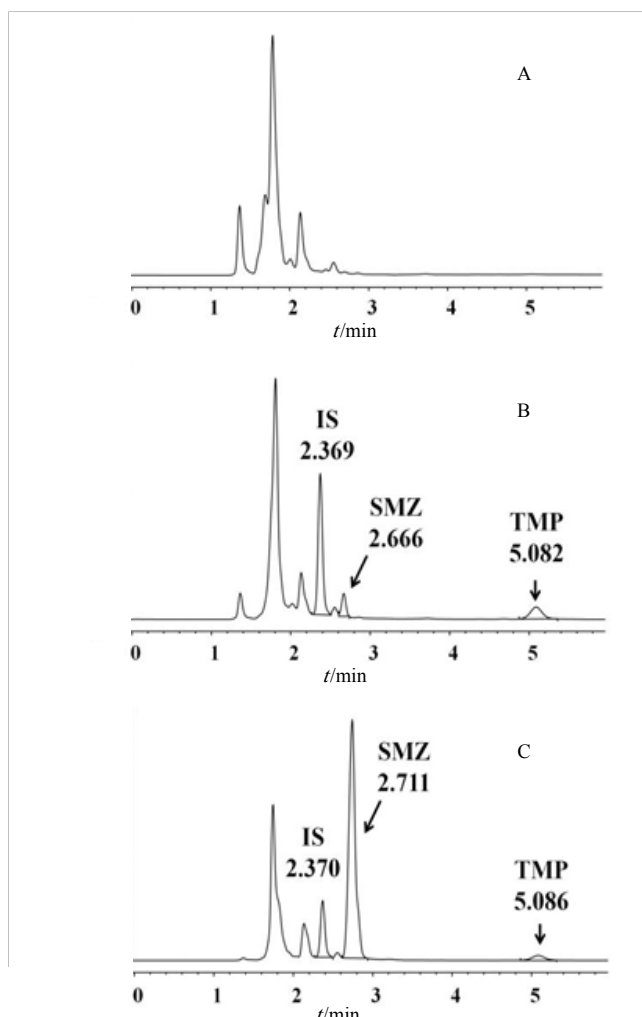 A
0 1 2 3 4 5
t/min
B
IS
2.369
SMZ
2.666
TMP
5.082
0 1 2 3 4 5
t/min
C
SMZ
2.711
IS
2.370
TMP
5.086
0 1 2 3 4 5
t/min